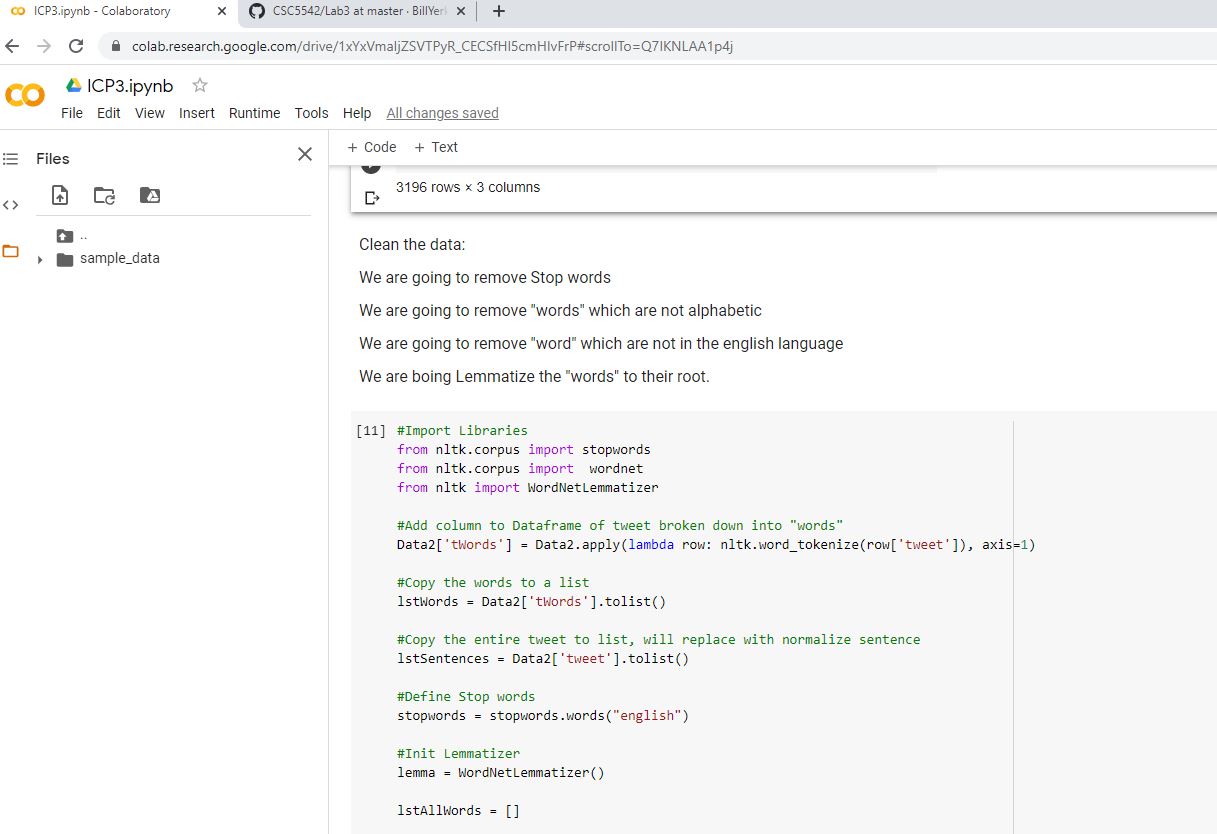 ICP3.ipynb - Colaboratory
CSC5542/Lab3 at master · BillYerk
colab.research.google.com/drive/1xYxVmaljZSVTPyR_CECSfHI5cmHIvFrP#scrollTo=Q7IKNLAA1p4j
ICP3.ipynb
File Edit View Insert Runtime Tools Help All changes saved
Files
+ Code + Text
3196 rows × 3 columns
..
sample_data
Clean the data:
We are going to remove Stop words
We are going to remove "words" which are not alphabetic
We are going to remove "word" which are not in the english language
We are boing Lemmatize the "words" to their root.
[11] #Import Libraries
from nltk.corpus import stopwords
from nltk.corpus import  wordnet
from nltk import WordNetLemmatizer
#Add column to Dataframe of tweet broken down into "words"
Data2['tWords'] = Data2.apply(lambda row: nltk.word_tokenize(row['tweet']), axis=1)
#Copy the words to a list
lstWords = Data2['tWords'].tolist()
#Copy the entire tweet to list, will replace with normalize sentence
lstSentences = Data2['tweet'].tolist()
#Define Stop words
stopwords = stopwords.words("english")
#Init Lemmatizer
lemma = WordNetLemmatizer()
lstAllWords = []